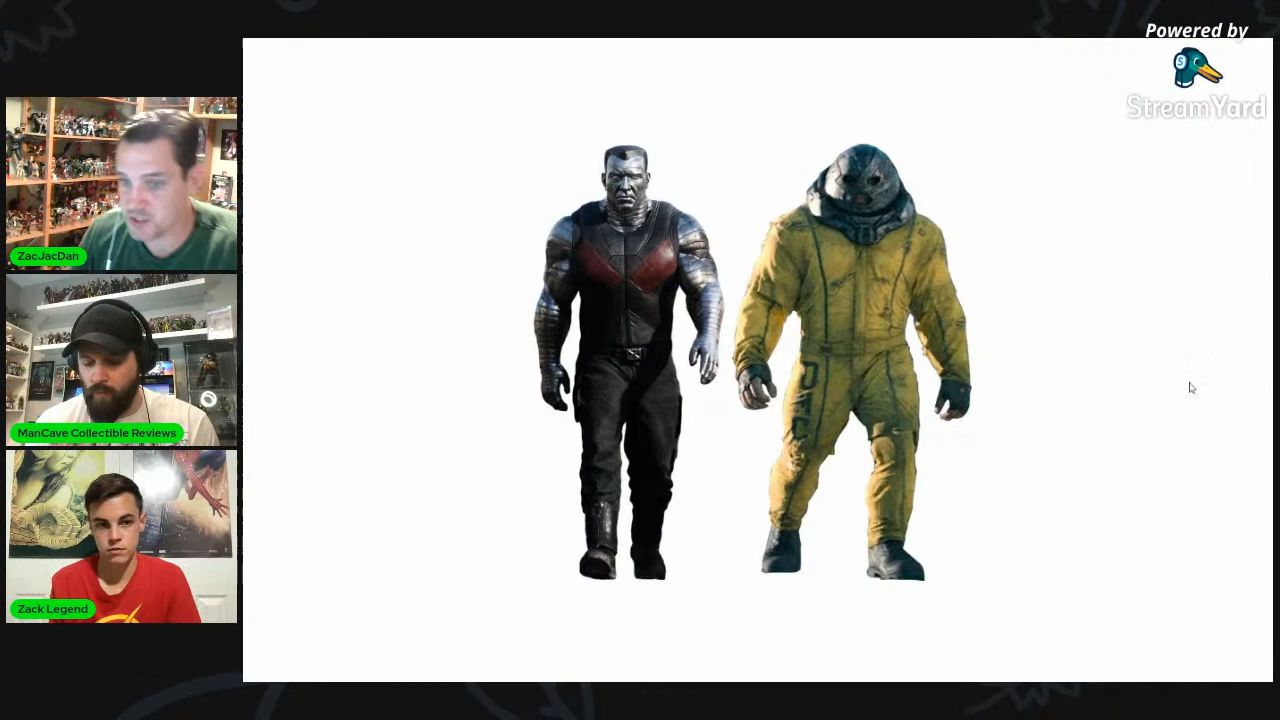 Powered by
StreamYard
ZacJacDan
ManCave Collectible Reviews
Zack Legend